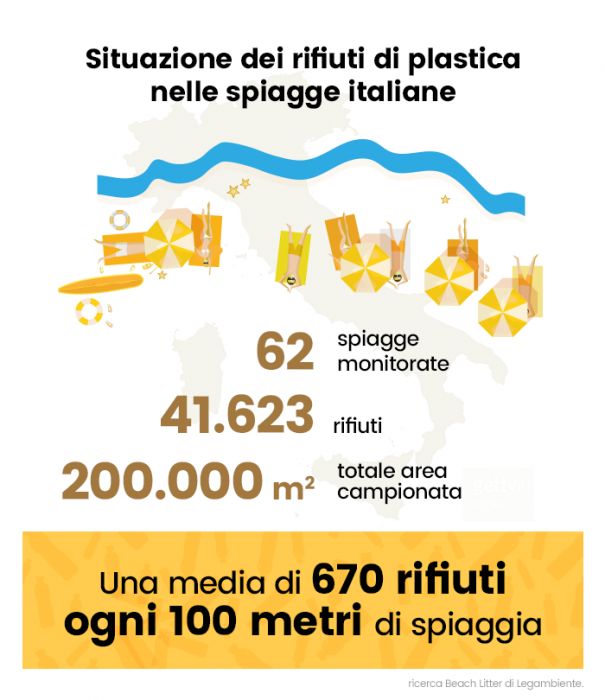 Situazione dei rifiuti di plastica
nelle spiagge italiane
62 spiagge
monitorate
41.623 rifiuti
200.000 m² totale area
campionata
Una media di 670 rifiuti
ogni 100 metri di spiaggia
ricerca Beach Litter di Legambiente.